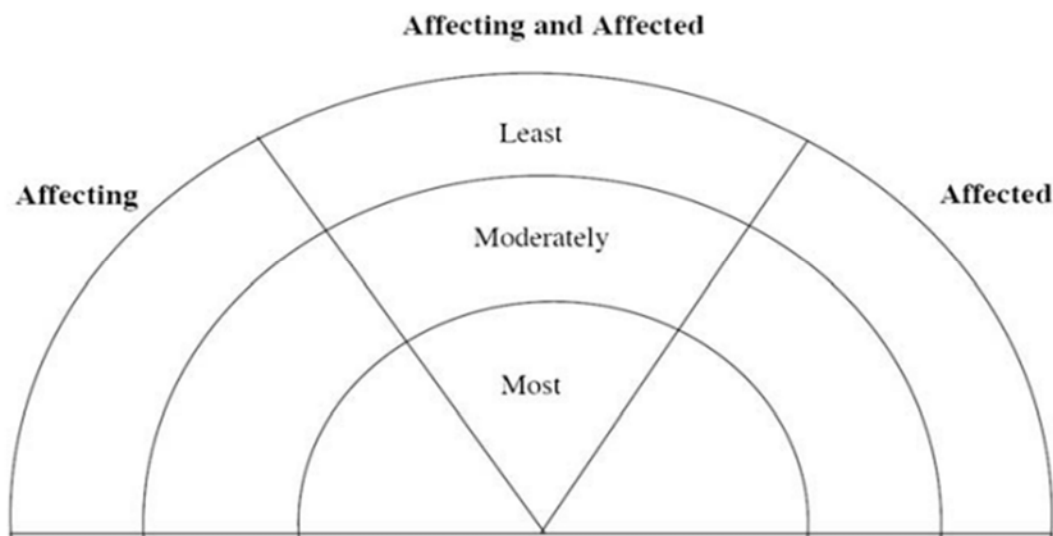 Affecting and Affected
Least
Affecting
Affected
Moderately
Most